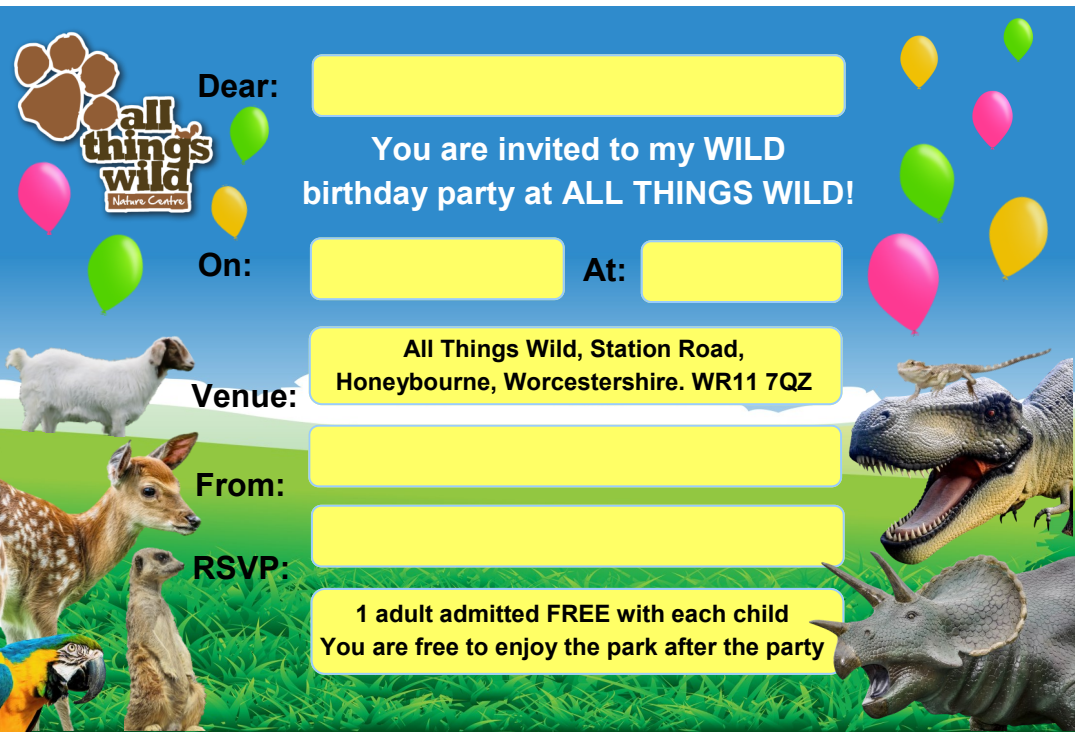 all
things
wild
Nature Centre
Dear:
You are invited to my WILD
birthday party at ALL THINGS WILD!
On:
At:
Venue:
All Things Wild, Station Road,
Honeybourne, Worcestershire. WR11 7QZ
From:
RSVP:
1 adult admitted FREE with each child
You are free to enjoy the park after the party